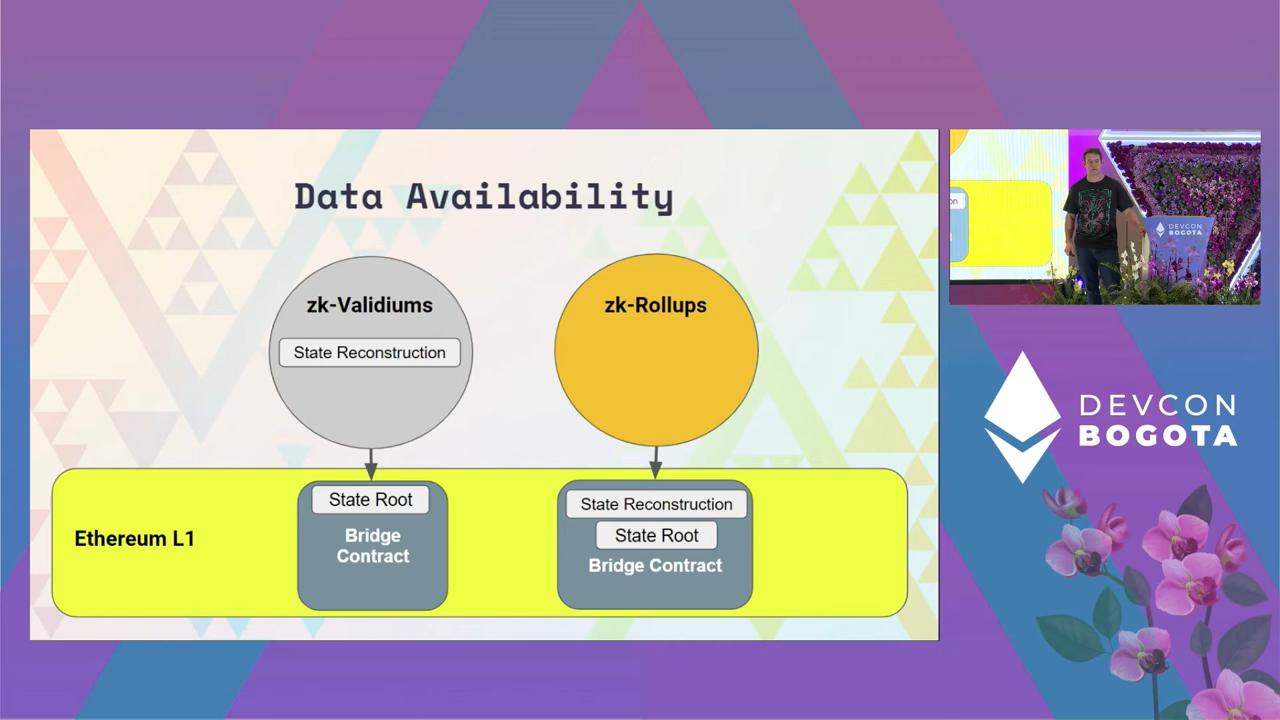 Data Availability
zk-Validiums
State Reconstruction
zk-Rollups
Ethereum L1
State Root
Bridge
Contract
State Reconstruction
State Root
Bridge Contract
DEVCON
BOGOTA
DEVCON
BOGOTA